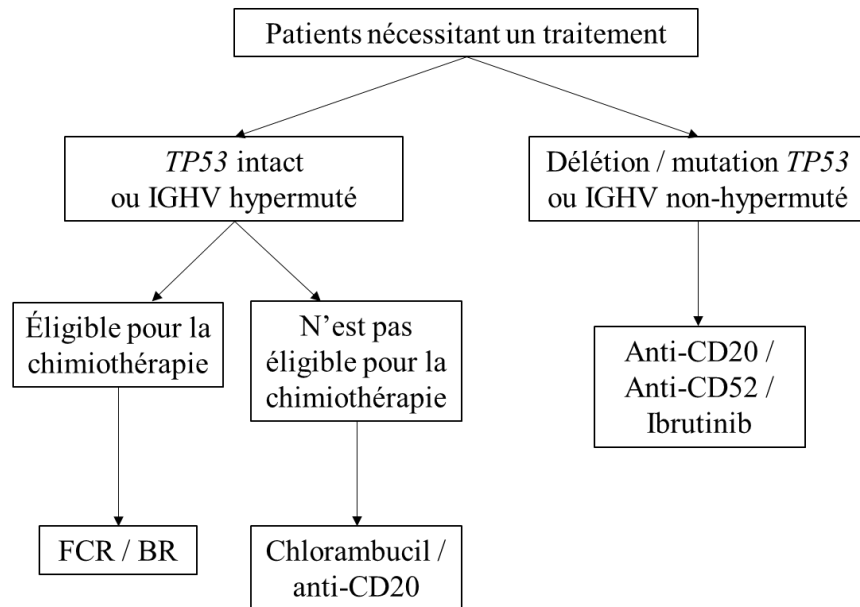 Patients nécessitant un traitement
TP53 intact
ou IGHV hypermuté
Délétion / mutation TP53
ou IGHV non-hypermuté
Éligible pour la
chimiothérapie
N’est pas
éligible pour la
chimiothérapie
Anti-CD20 /
Anti-CD52 /
Ibrutinib
FCR / BR
Chlorambucil /
anti-CD20